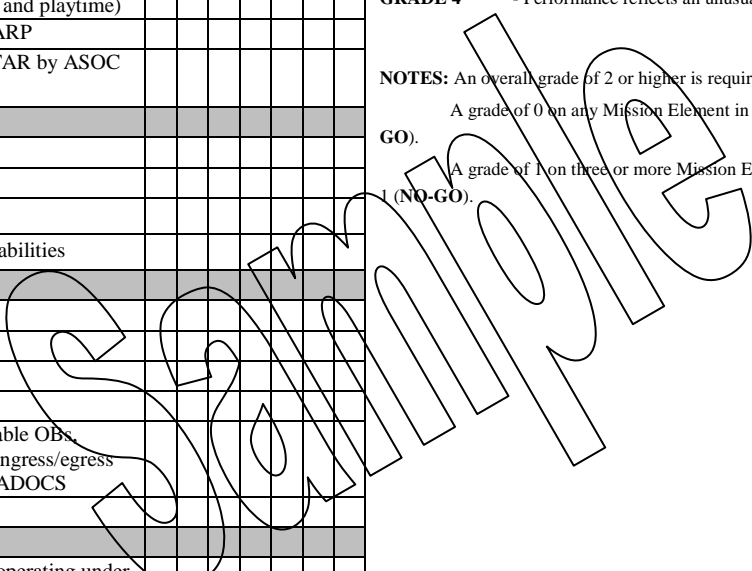 and playtime)
ARP
TAR by ASOC
abilities
able OBs,
ngress/egress
ADOCS
operating under
GRADE 4 - Performance reflects an unusual
NOTES: An overall grade of 2 or higher is requir
A grade of 0 on any Mission Element in
GO).
A grade of 1 on three or more Mission E
1 (NO-GO).
Sample